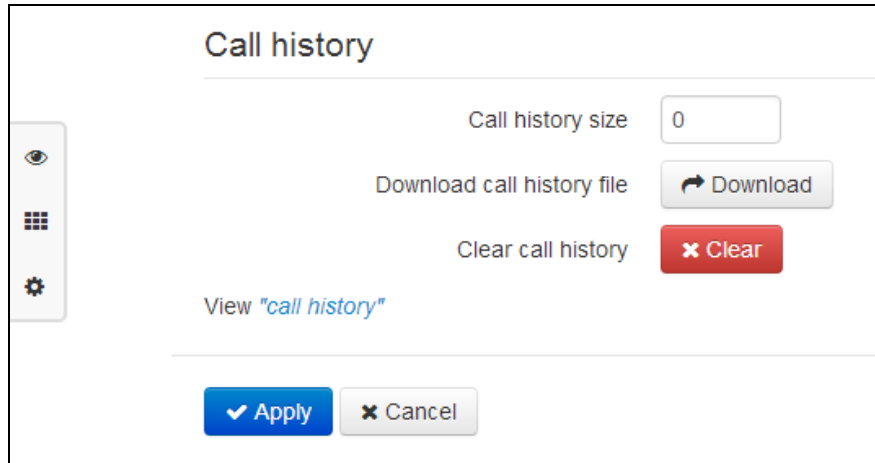 Call history
Call history size 0
Download call history file Download
Clear call history Clear
View "call history"
Apply Cancel